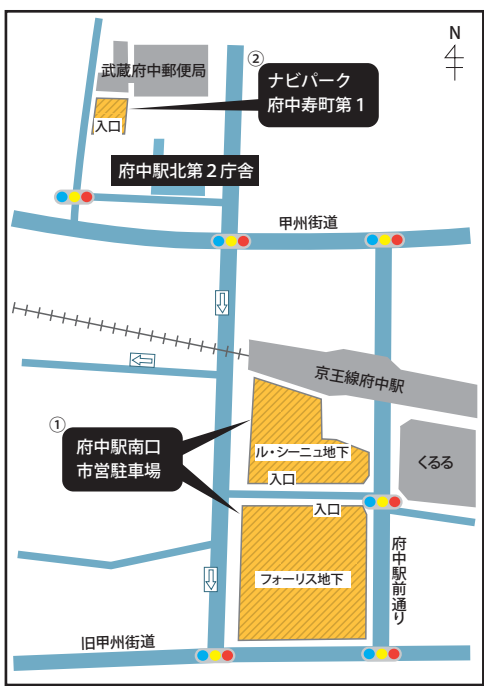 N
②
武蔵府中郵便局
ナビパーク
府中寿町第1
入口
府中駅北第2庁舎
甲州街道
京王線府中駅
①
府中駅南口
市営駐車場
ル・シーニュ地下
くるる
入口
入口
フォーリス地下
府中駅前通り
旧甲州街道